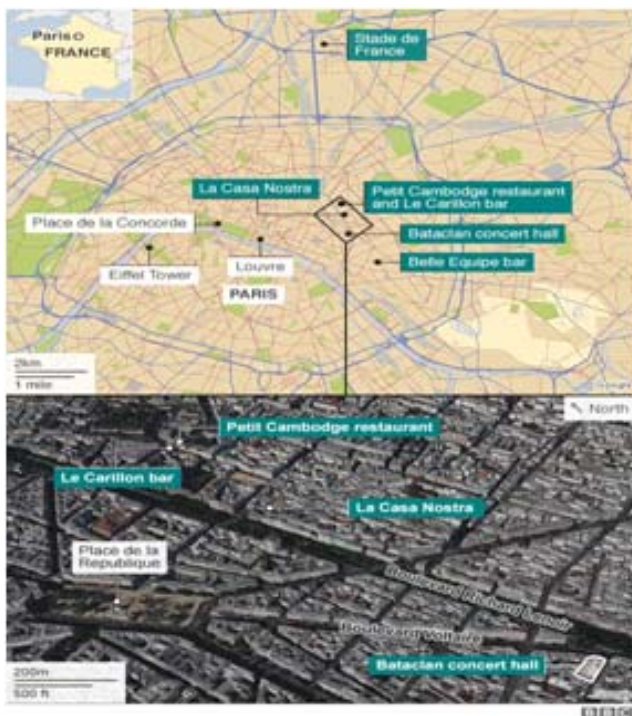 Paris
FRANCE
Stade de
France
La Casa Nostra
Petit Cambodge restaurant
and Le Carillon bar
Place de la Concorde
Bataclan concert hall
Eiffel Tower
Louvre
Belle Equipe bar
PARIS
2km
1 mile
North
Petit Cambodge restaurant
Le Carillon bar
La Casa Nostra
Place de la
Republique
Boulevard Richard Lenoir
Boulevard Voltaire
Bataclan concert hall
200m
500 ft
BBC